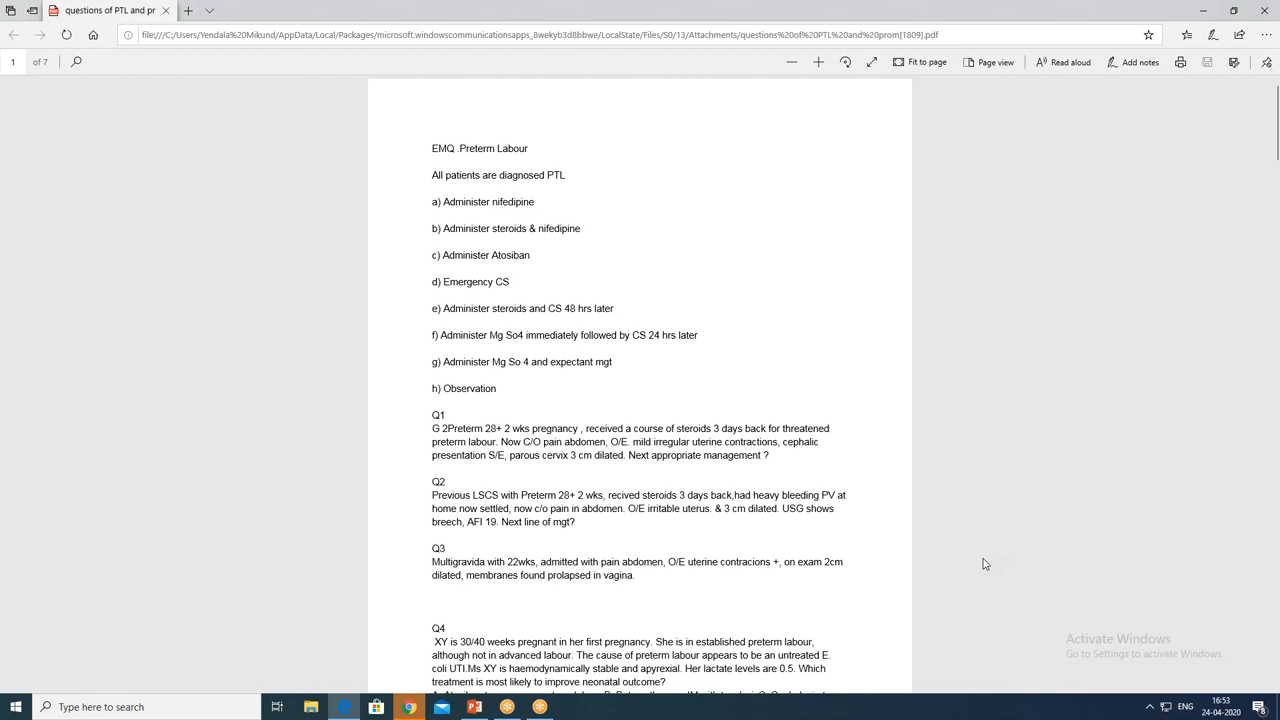 questions of PTL and pr
file:///C:/Users/Yendala%20Mikund/AppData/Local/Packages/microsoft.windowscommunicationsapps_8wekyb3d8bbwe/LocalState/Files/S0/13/Attachments/questions%20of%20PTL%20and%20prom[1809].pdf
1 of 7
Fit to page
Page view
Read aloud
Add notes
EMQ .Preterm Labour
All patients are diagnosed PTL
a) Administer nifedipine
b) Administer steroids & nifedipine
c) Administer Atosiban
d) Emergency CS
e) Administer steroids and CS 48 hrs later
f) Administer Mg So4 immediately followed by CS 24 hrs later
g) Administer Mg So 4 and expectant mgt
h) Observation
Q1
G 2Preterm 28+ 2 wks pregnancy , received a course of steroids 3 days back for threatened
preterm labour. Now C/O pain abdomen, O/E. mild irregular uterine contractions, cephalic
presentation S/E, parous cervix 3 cm dilated. Next appropriate management ?
Q2
Previous LSCS with Preterm 28+ 2 wks, recived steroids 3 days back,had heavy bleeding PV at
home now settled, now c/o pain in abdomen. O/E irritable uterus. & 3 cm dilated. USG shows
breech, AFI 19. Next line of mgt?
Q3
Multigravida with 22wks, admitted with pain abdomen, O/E uterine contracions +, on exam 2cm
dilated, membranes found prolapsed in vagina.
Q4
XY is 30/40 weeks pregnant in her first pregnancy. She is in established preterm labour,
although not in advanced labour. The cause of preterm labour appears to be an untreated E.
coli UTI.Ms XY is haemodynamically stable and apyrexial. Her lactate levels are 0.5. Which
treatment is most likely to improve neonatal outcome?
Activate Windows
Go to Settings to activate Windows.
Type here to search
ENG
16:53
24-04-2020